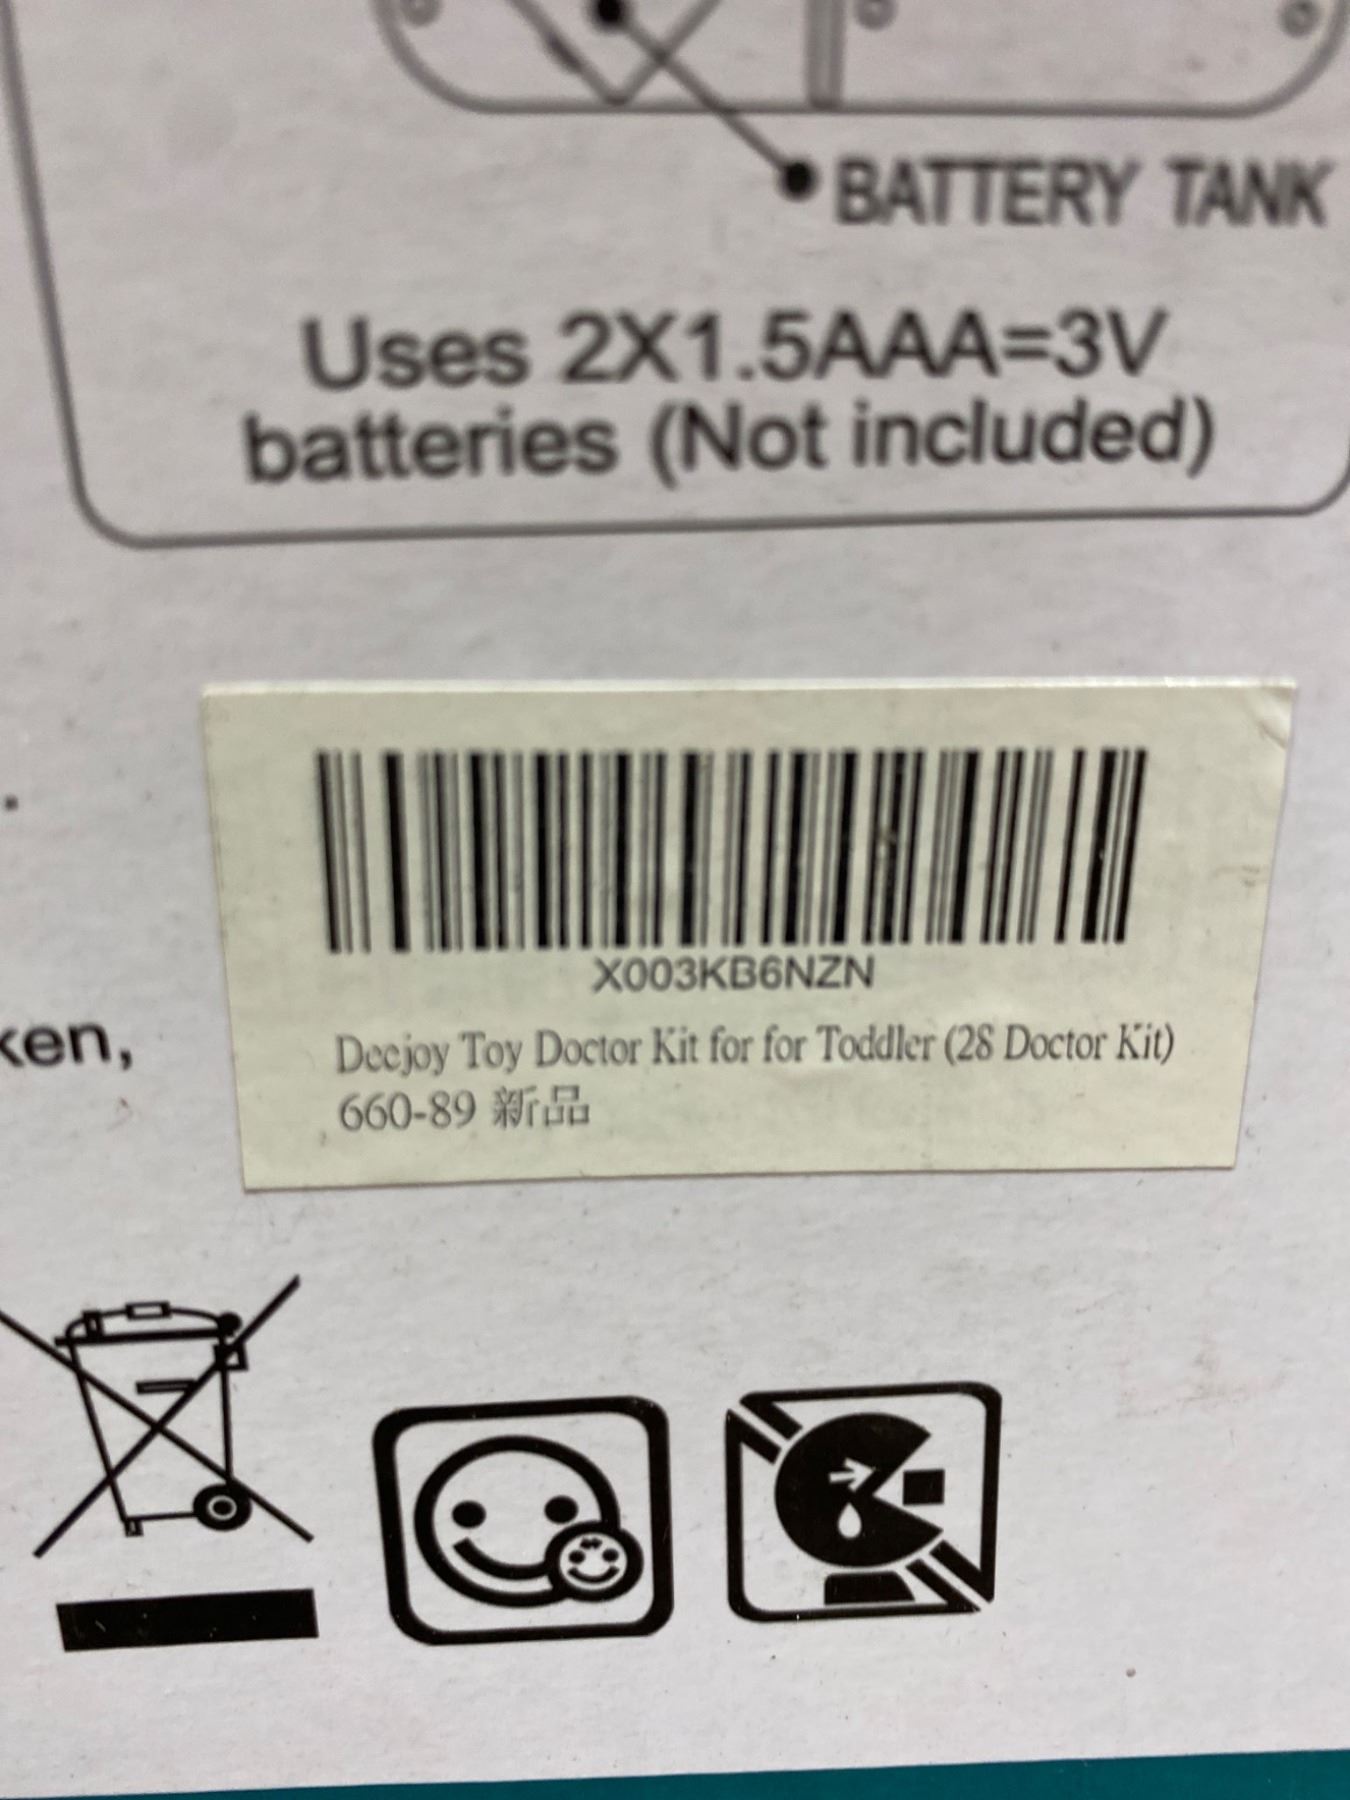 BATTERY TANK
Uses 2X1.5AAA=3V
batteries (Not included)
X003KB6NZN
ken,
Deejoy Toy Doctor Kit for for Toddler (28 Doctor Kit)
660-89 新品